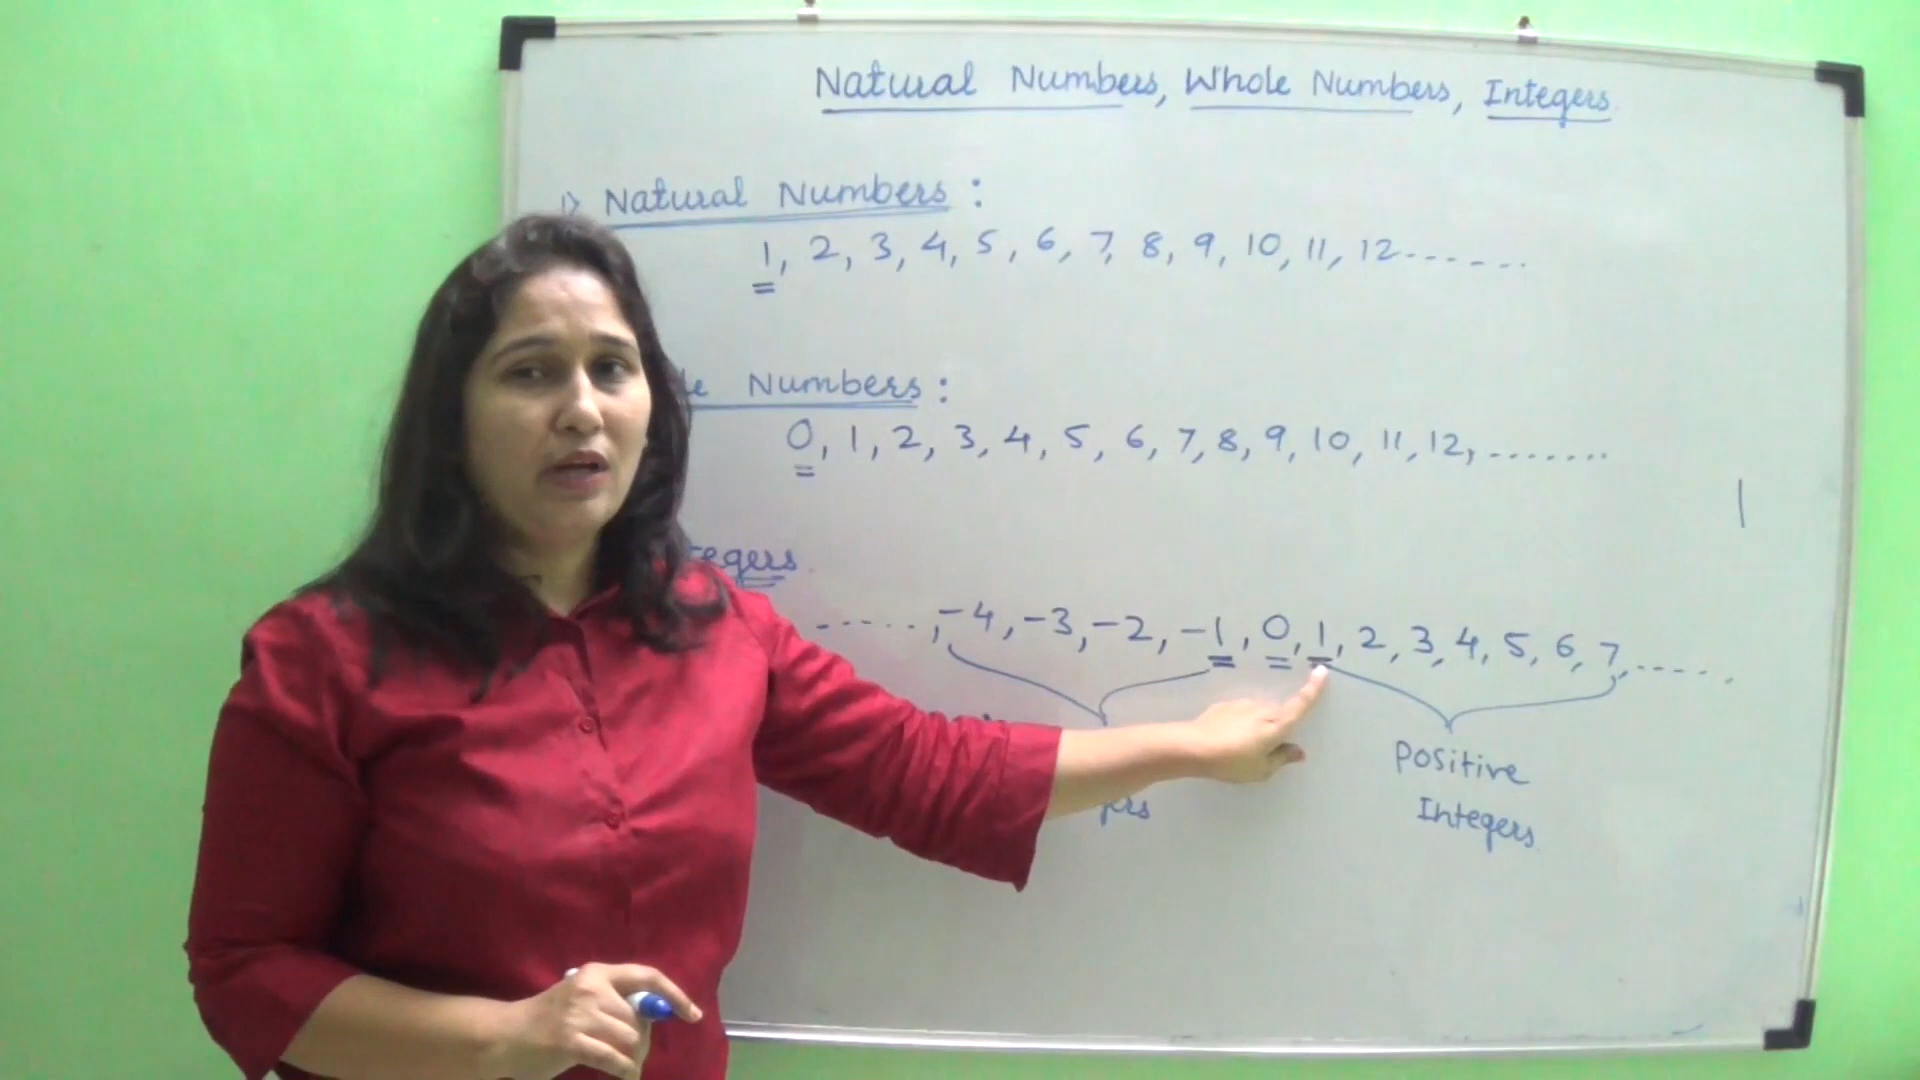 Natural Numbers, Whole Numbers, Integers
1> Natural Numbers :
1, 2, 3, 4, 5, 6, 7, 8, 9, 10, 11, 12.......
Numbers :
0, 1, 2, 3, 4, 5, 6, 7, 8, 9, 10, 11, 12, .......
tegers
......, -4, -3, -2, -1, 0, 1, 2, 3, 4, 5, 6, 7, ......
Positive
Integers